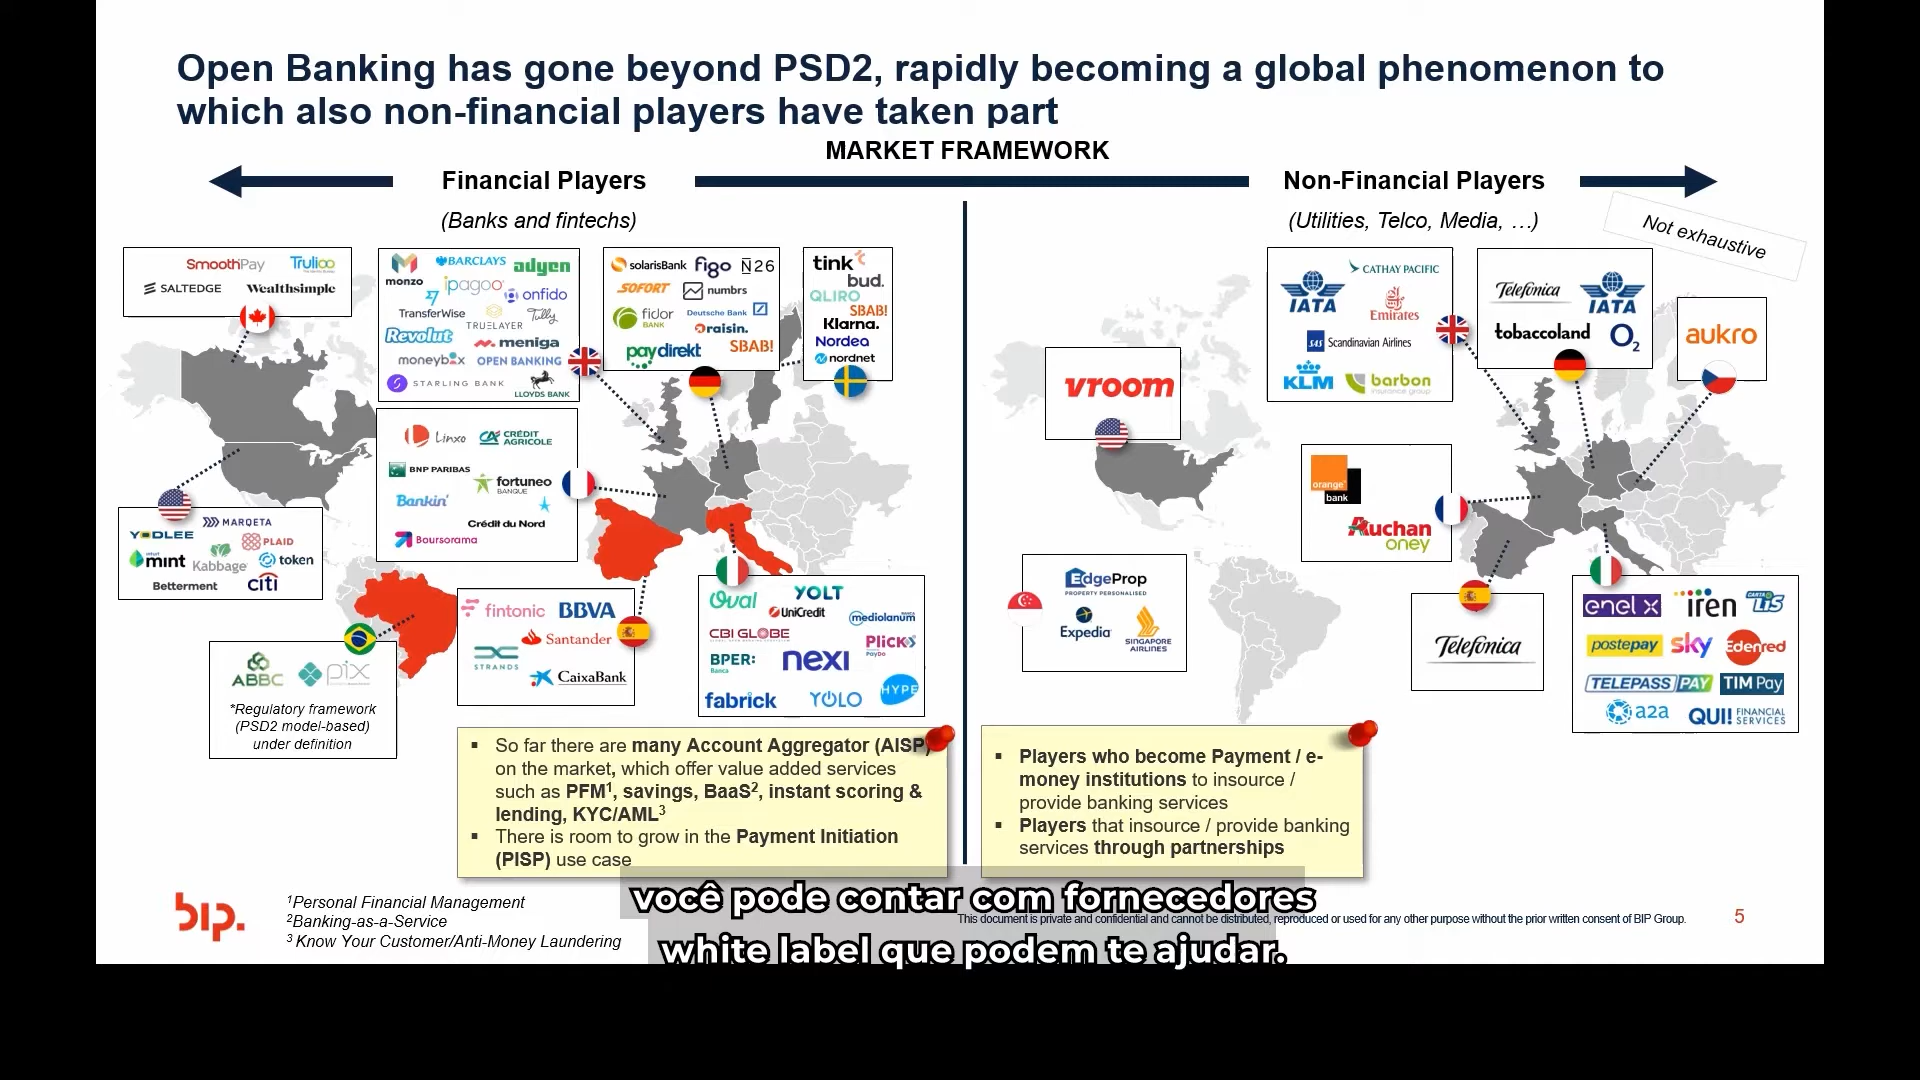 Open Banking has gone beyond PSD2, rapidly becoming a global phenomenon to
which also non-financial players have taken part
MARKET FRAMEWORK
Financial Players
(Banks and fintechs)
Non-Financial Players
(Utilities, Telco, Media, …)
Not exhaustive
SmoothPay
Trulioo
SALTEDGE
Wealthsimple
monzo
BARCLAYS
adyen
ipagoo
onfido
TransferWise
TRUELAYER
Tully
Revolut
meniga
moneybox
OPEN BANKING
STARLING BANK
LLOYDS BANK
solarisBank
figo
N26
SOFORT
numbrs
fidor
BANK
Deutsche Bank
raisin.
paydirekt
SBAB!
tink
bud.
QLIRO
SBAB!
Klarna.
Nordea
nordnet
Linxo
CRÉDIT
AGRICOLE
BNP PARIBAS
fortuneo
BANQUE
Bankin'
Crédit du Nord
Boursorama
MARQETA
YODLEE
PLAID
intuit
mint
Kabbage
token
Betterment
citi
ABBC
pix
*Regulatory framework
(PSD2 model-based)
under definition
fintonic
BBVA
Santander
STRANDS
CaixaBank
Oval
YOLT
UniCredit
BANCA
mediolanum
CBI GLOBE
Plick
PayDo
BPER:
Banca
nexi
fabrick
YOLO
HYPE
vroom
EdgeProp
PROPERTY PERSONALISED
Expedia
SINGAPORE
AIRLINES
IATA
CATHAY PACIFIC
Emirates
SAS
Scandinavian Airlines
KLM
barbon
insurance group
Telefónica
IATA
tobaccoland
O2
aukro
orange
bank
Auchan
oney
Telefónica
enel x
iren
CARTA
LIS
postepay
sky
Edenred
TELEPASS PAY
TIM Pay
a2a
QUI! FINANCIAL
SERVICES
▪ So far there are many Account Aggregator (AISP)
on the market, which offer value added services
such as PFM¹, savings, BaaS², instant scoring &
lending, KYC/AML³
▪ There is room to grow in the Payment Initiation
(PISP) use case
▪ Players who become Payment / e-
money institutions to insource /
provide banking services
▪ Players that insource / provide banking
services through partnerships
você pode contar com fornecedores
white label que podem te ajudar.
bip.
¹Personal Financial Management
²Banking-as-a-Service
³ Know Your Customer/Anti-Money Laundering
This document is private and confidential and cannot be distributed, reproduced or used for any other purpose without the prior written consent of BIP Group.
5